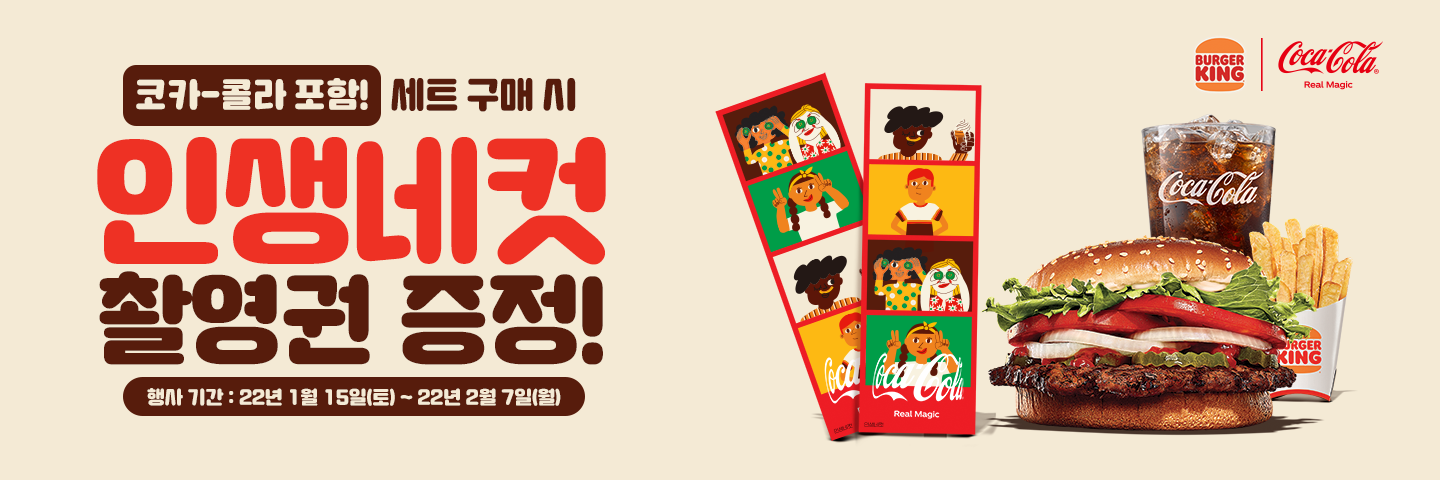 코카-콜라 포함! 세트 구매 시
인생네컷
촬영권 증정!
행사 기간 : 22년 1월 15일(토) ~ 22년 2월 7일(월)
BURGER
KING
Coca-Cola
Real Magic
Coca-Cola
Coca-Cola
Real Magic
Coca-Cola
BURGER
KING